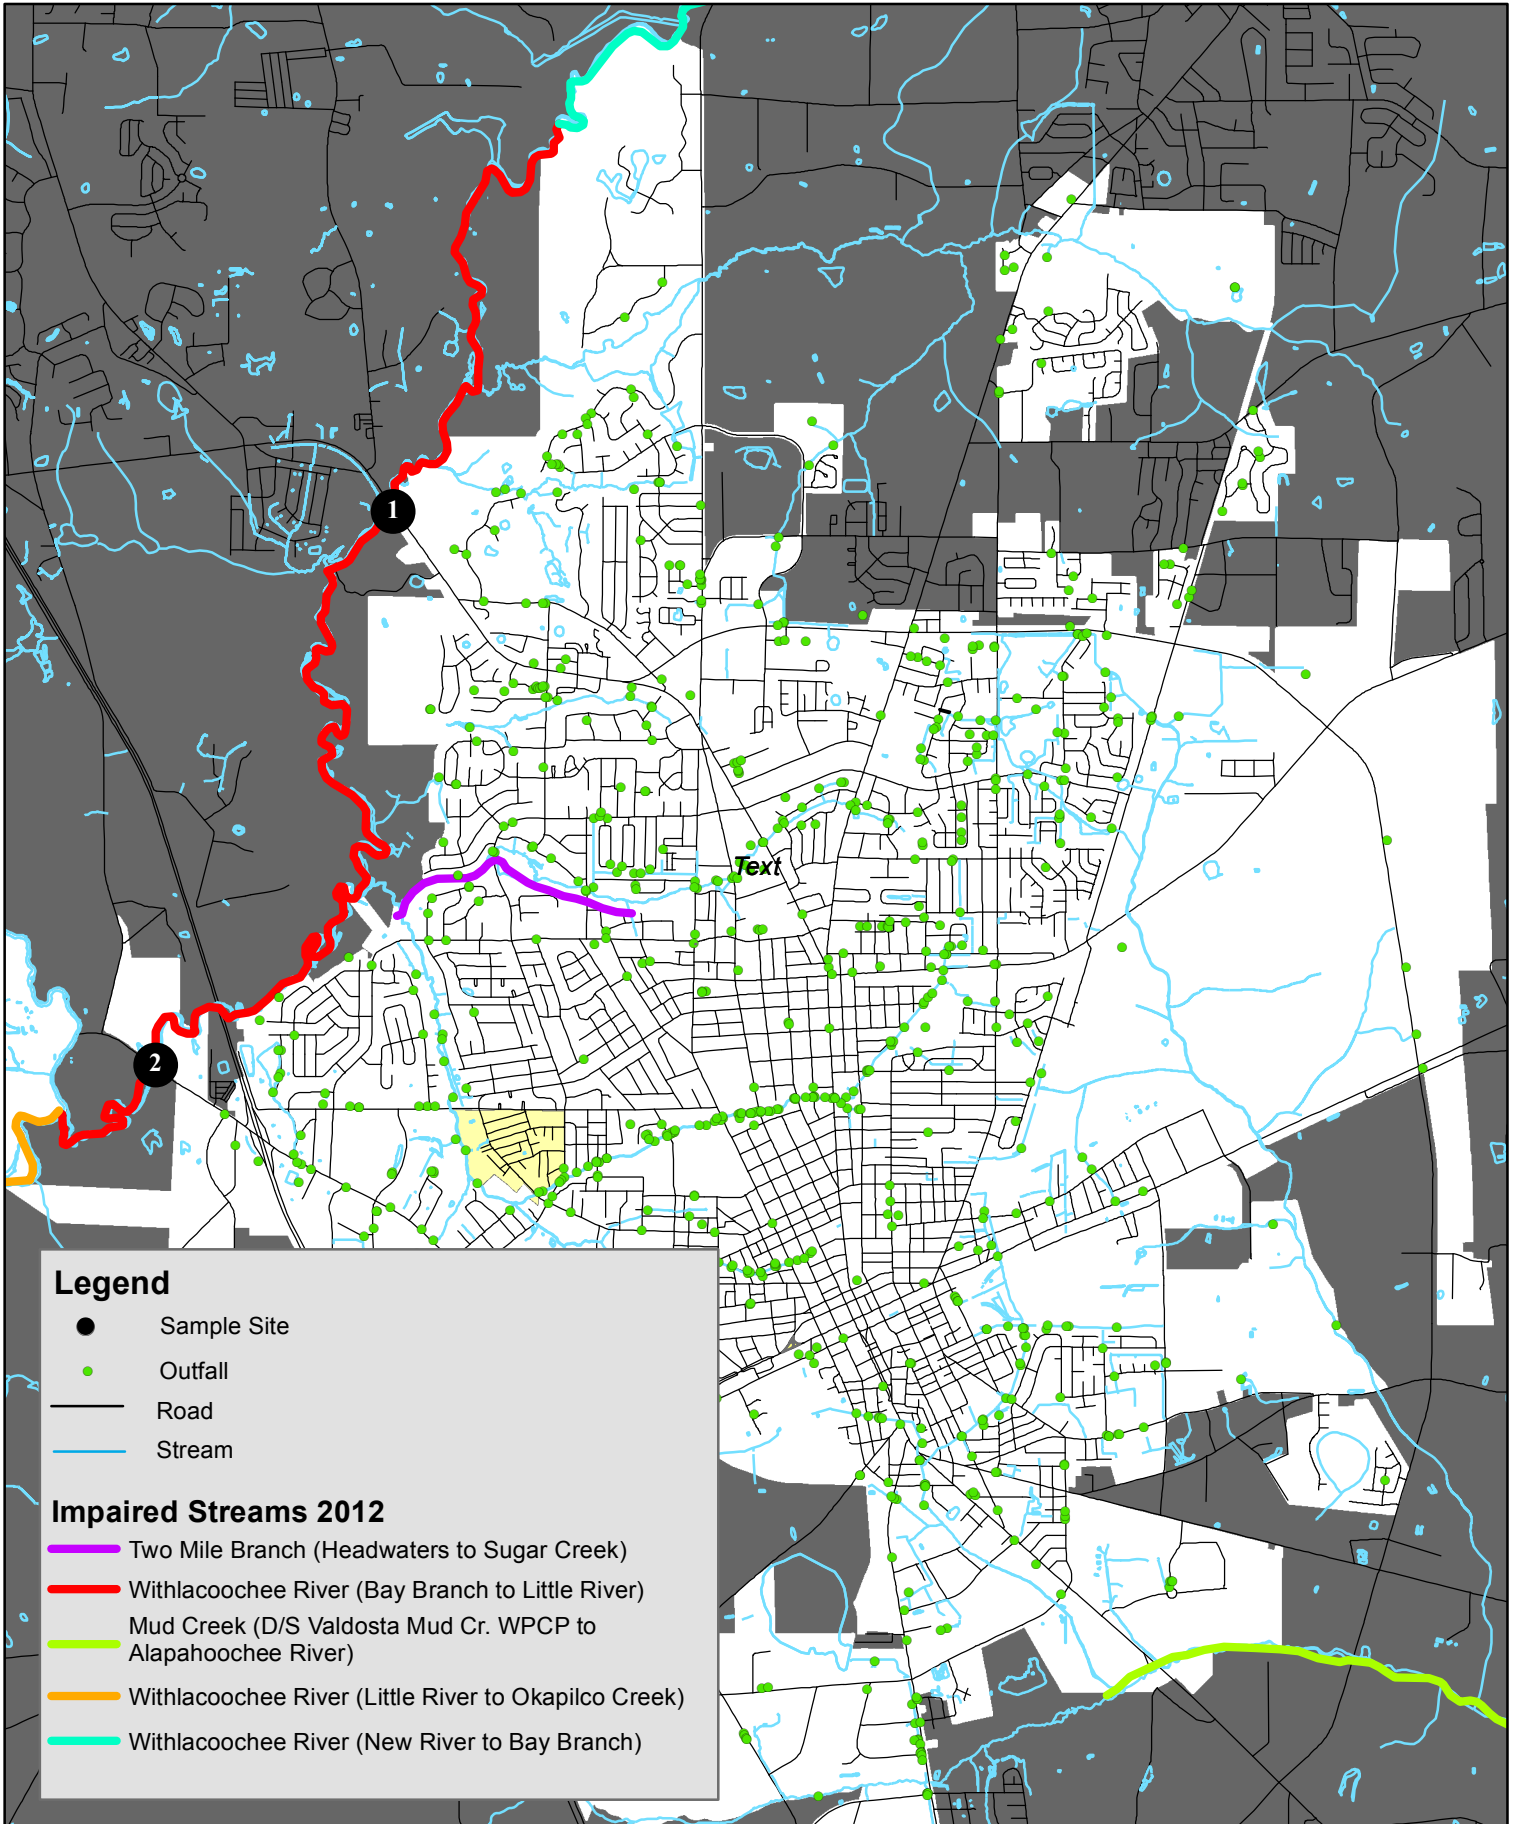 1
Text
2
Legend
Sample Site
Outfall
Road
Stream
Impaired Streams 2012
Two Mile Branch (Headwaters to Sugar Creek)
Withlacoochee River (Bay Branch to Little River)
Mud Creek (D/S Valdosta Mud Cr. WPCP to
Alapahoochee River)
Withlacoochee River (Little River to Okapilco Creek)
Withlacoochee River (New River to Bay Branch)